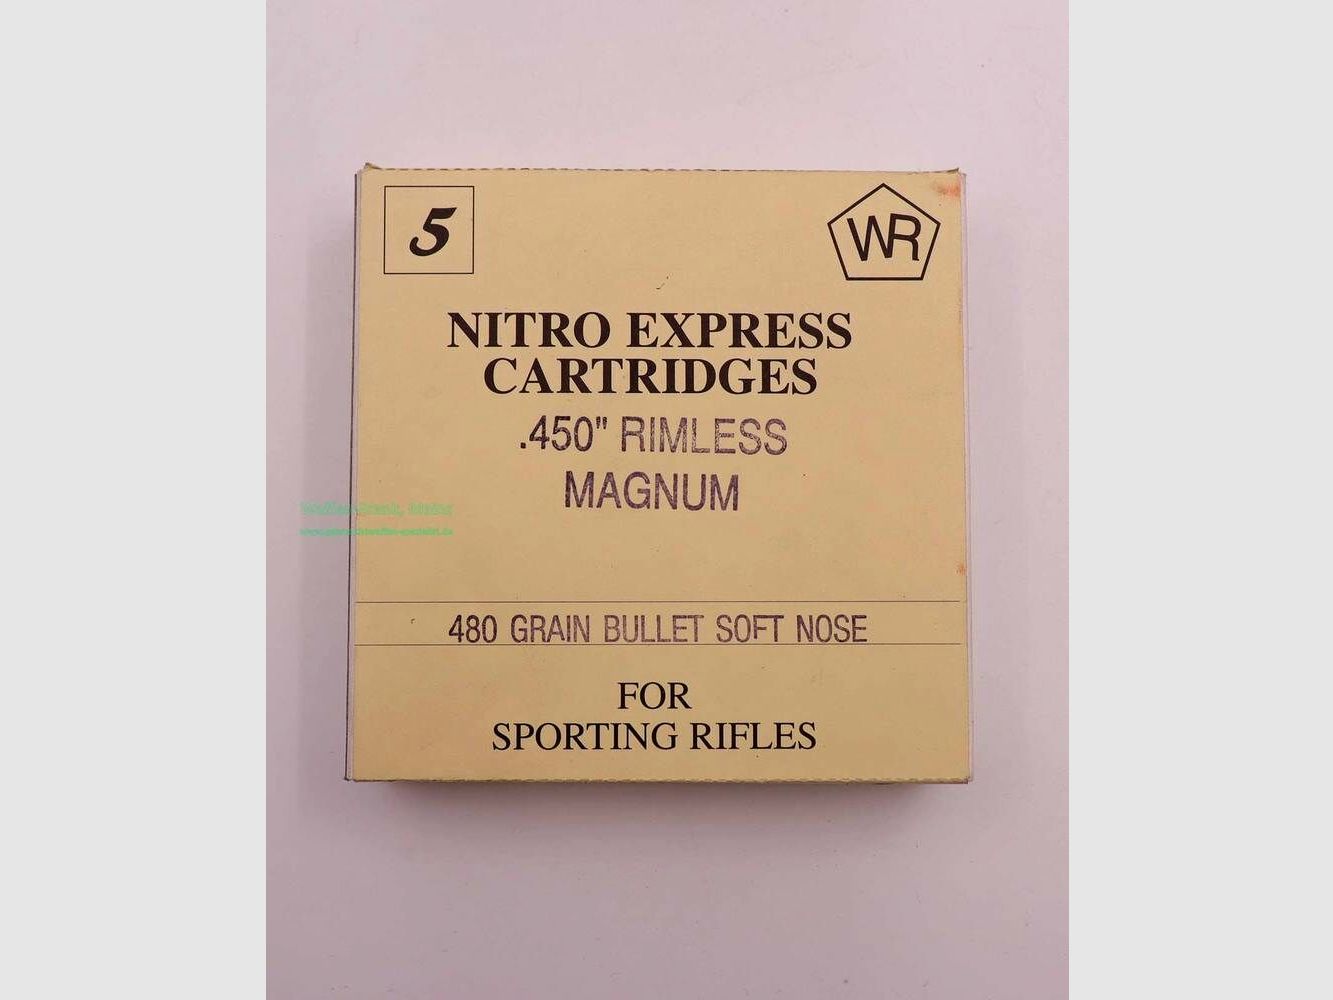 5
WR
NITRO EXPRESS
CARTRIDGES
.450" RIMLESS
MAGNUM
480 GRAIN BULLET SOFT NOSE
FOR
SPORTING RIFLES